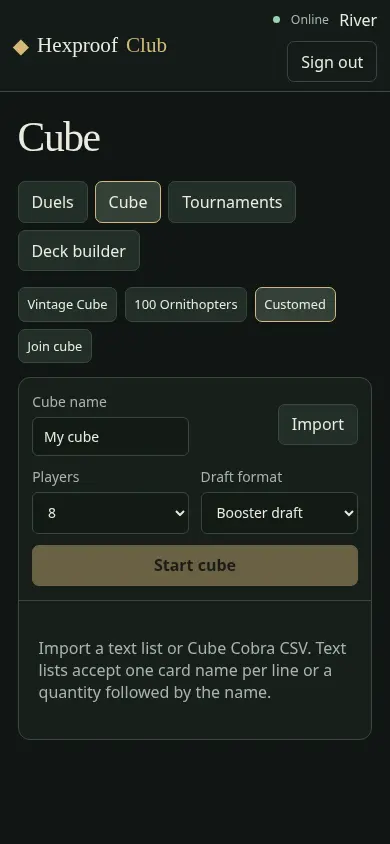 Online River
Hexproof Club
Sign out
Cube
Duels Cube Tournaments
Deck builder
Vintage Cube 100 Ornithopters Customed
Join cube
Cube name
My cube
Import
Players Draft format
8 Booster draft
Start cube
Import a text list or Cube Cobra CSV. Text
lists accept one card name per line or a
quantity followed by the name.